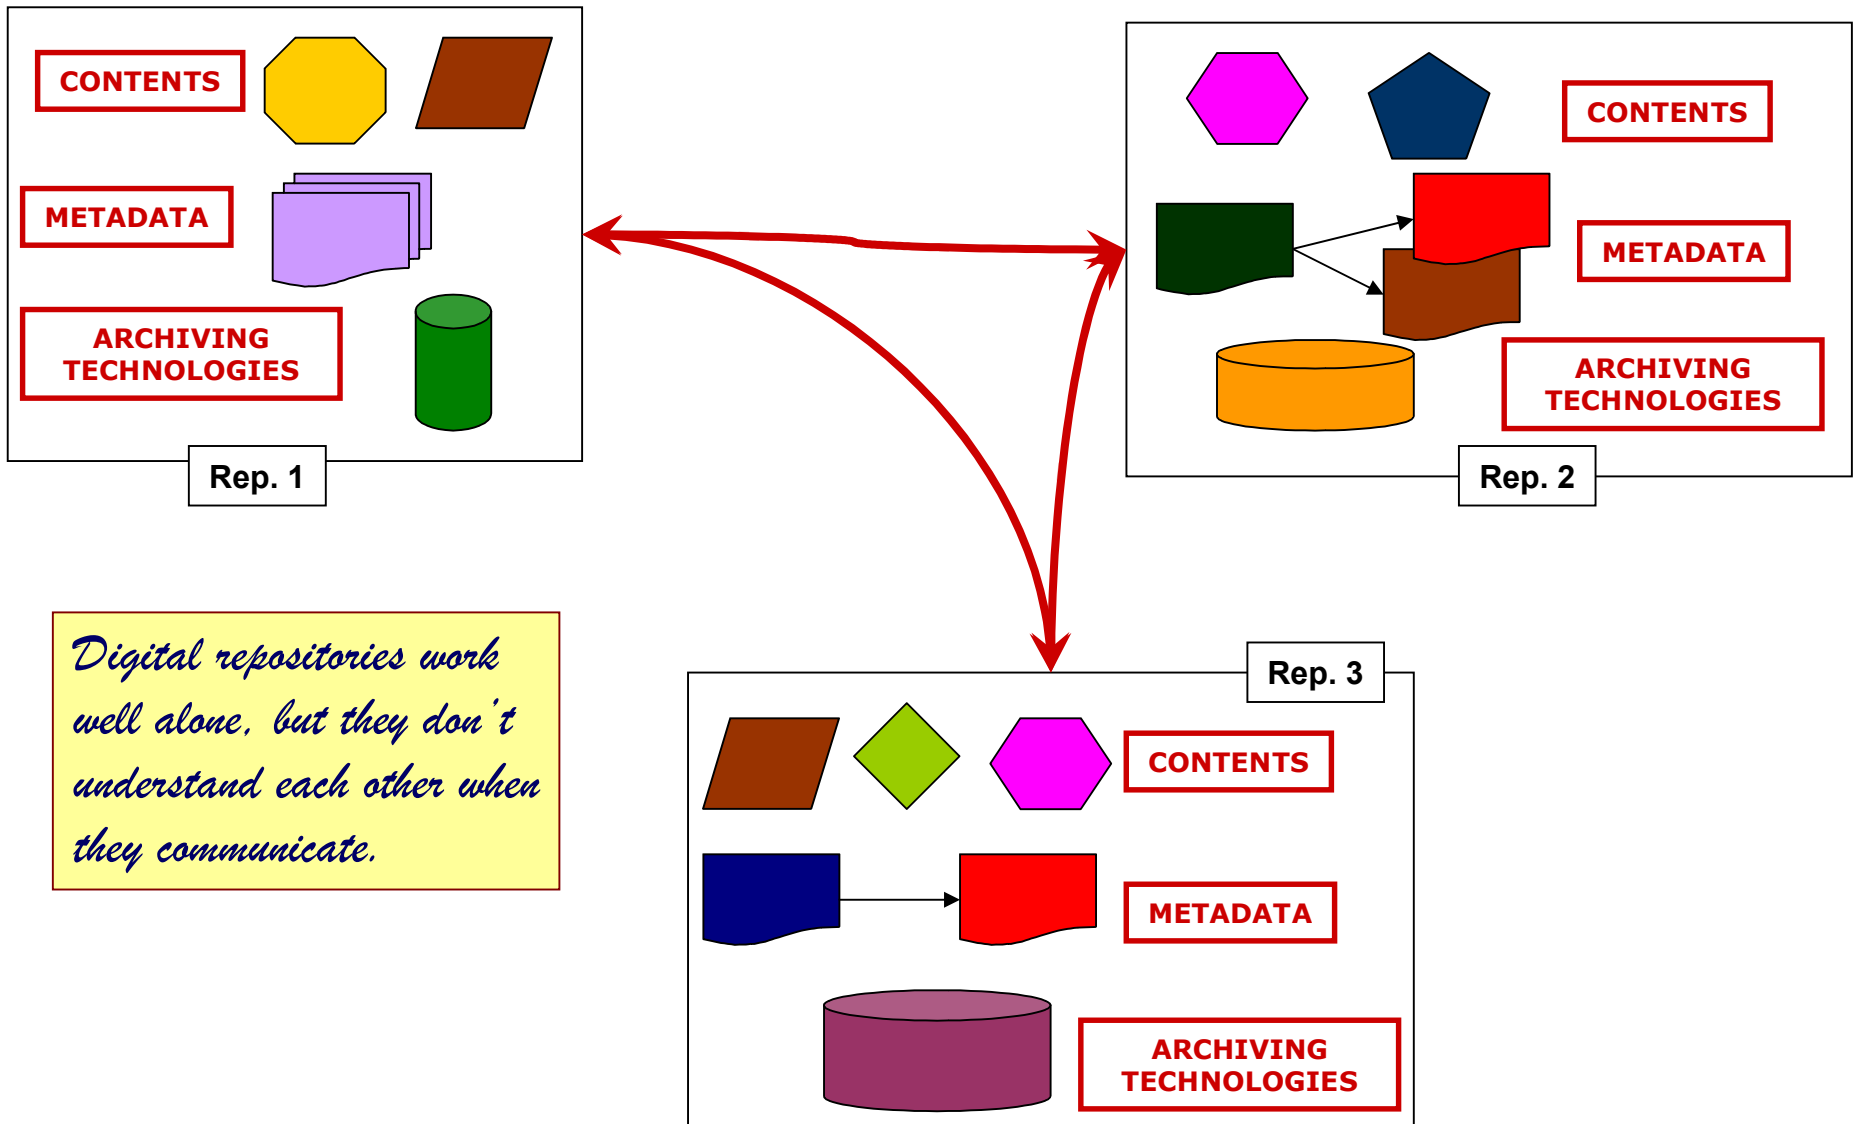 CONTENTS
METADATA
ARCHIVING
TECHNOLOGIES
Rep. 1
CONTENTS
METADATA
ARCHIVING
TECHNOLOGIES
Rep. 2
Digital repositories work
well alone, but they don't
understand each other when
they communicate.
Rep. 3
CONTENTS
METADATA
ARCHIVING
TECHNOLOGIES